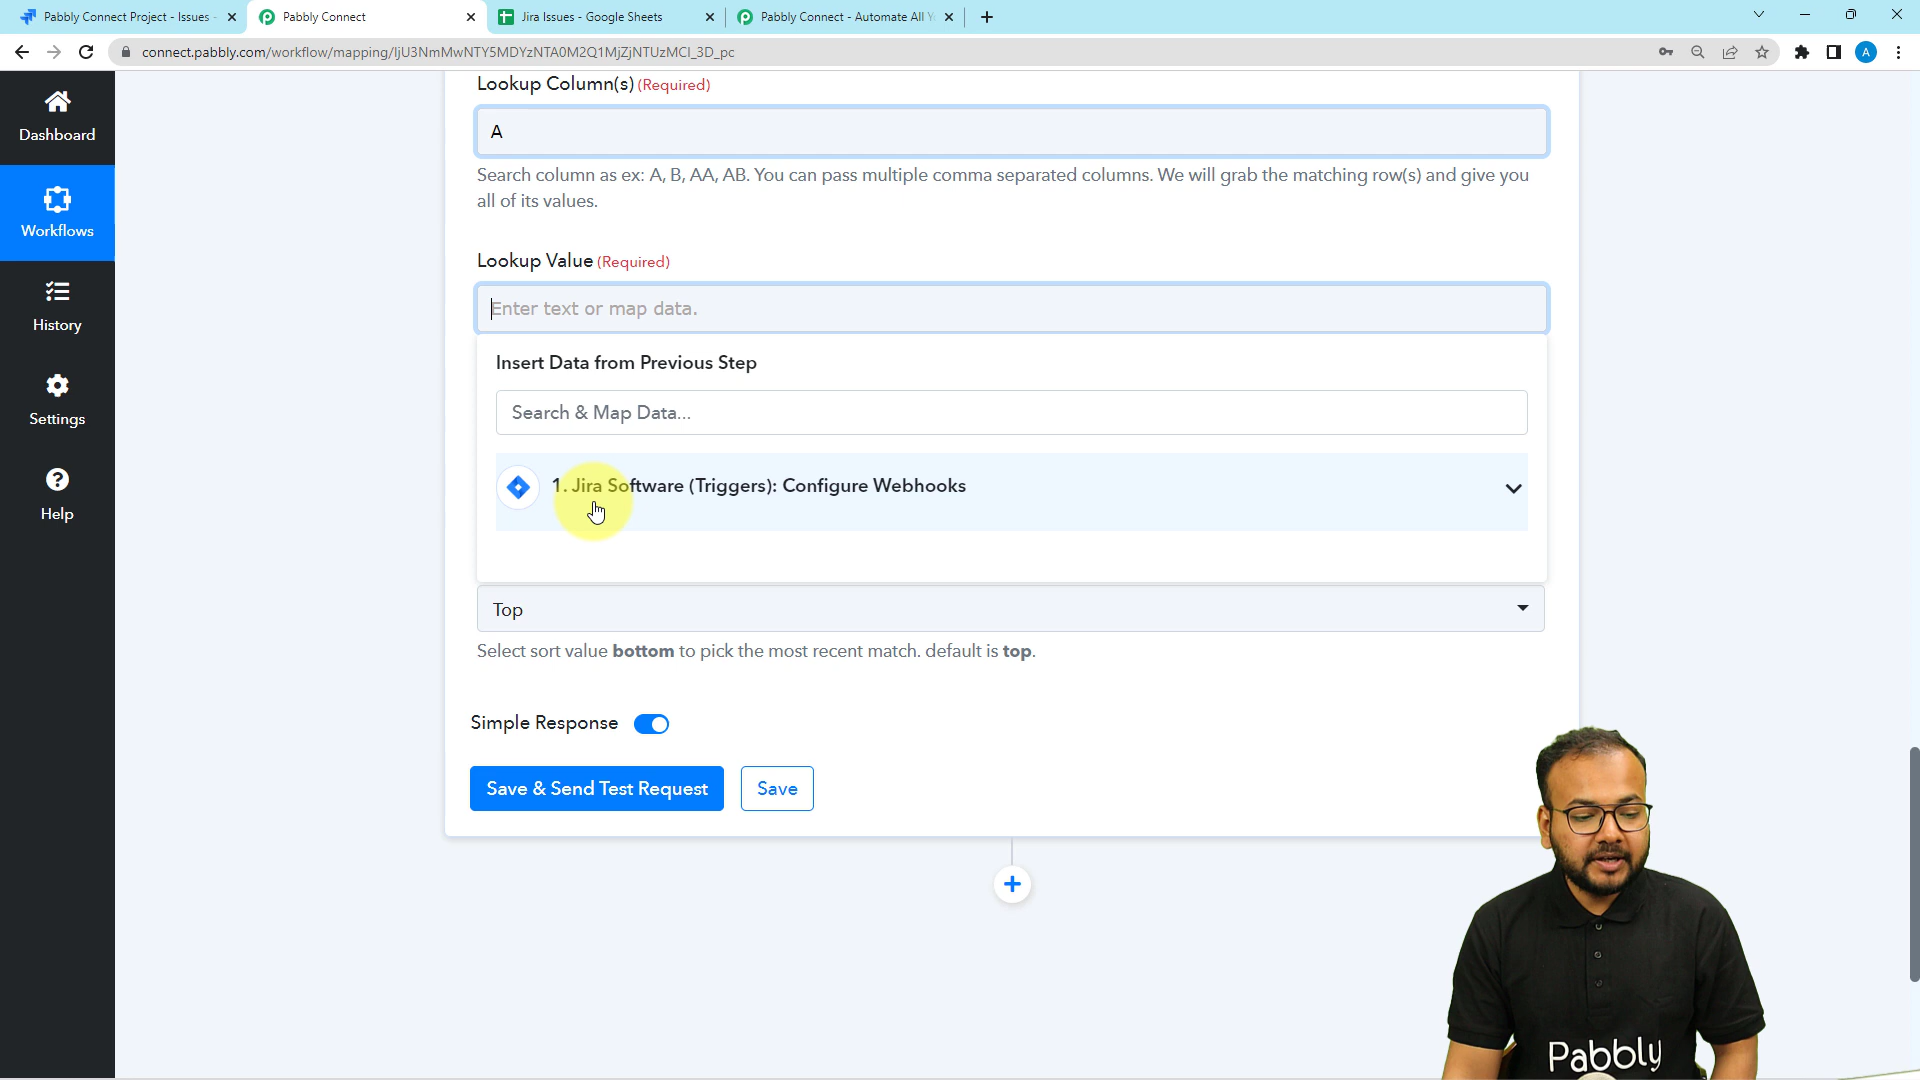 Pabbly Connect Project - Issues -
Pabbly Connect
Jira Issues - Google Sheets
Pabbly Connect - Automate All Y
connect.pabbly.com/workflow/mapping/IjU3NmMwNTY5MDYzNTA0M2Q1MjZjNTUzMCI_3D_pc
A
Dashboard
Workflows
History
Settings
Help
Lookup Column(s) (Required)
A
Search column as ex: A, B, AA, AB. You can pass multiple comma separated columns. We will grab the matching row(s) and give you
all of its values.
Lookup Value (Required)
Enter text or map data.
Insert Data from Previous Step
Search & Map Data...
1. Jira Software (Triggers): Configure Webhooks
Top
Select sort value bottom to pick the most recent match. default is top.
Simple Response
Save & Send Test Request
Save
Pabbly